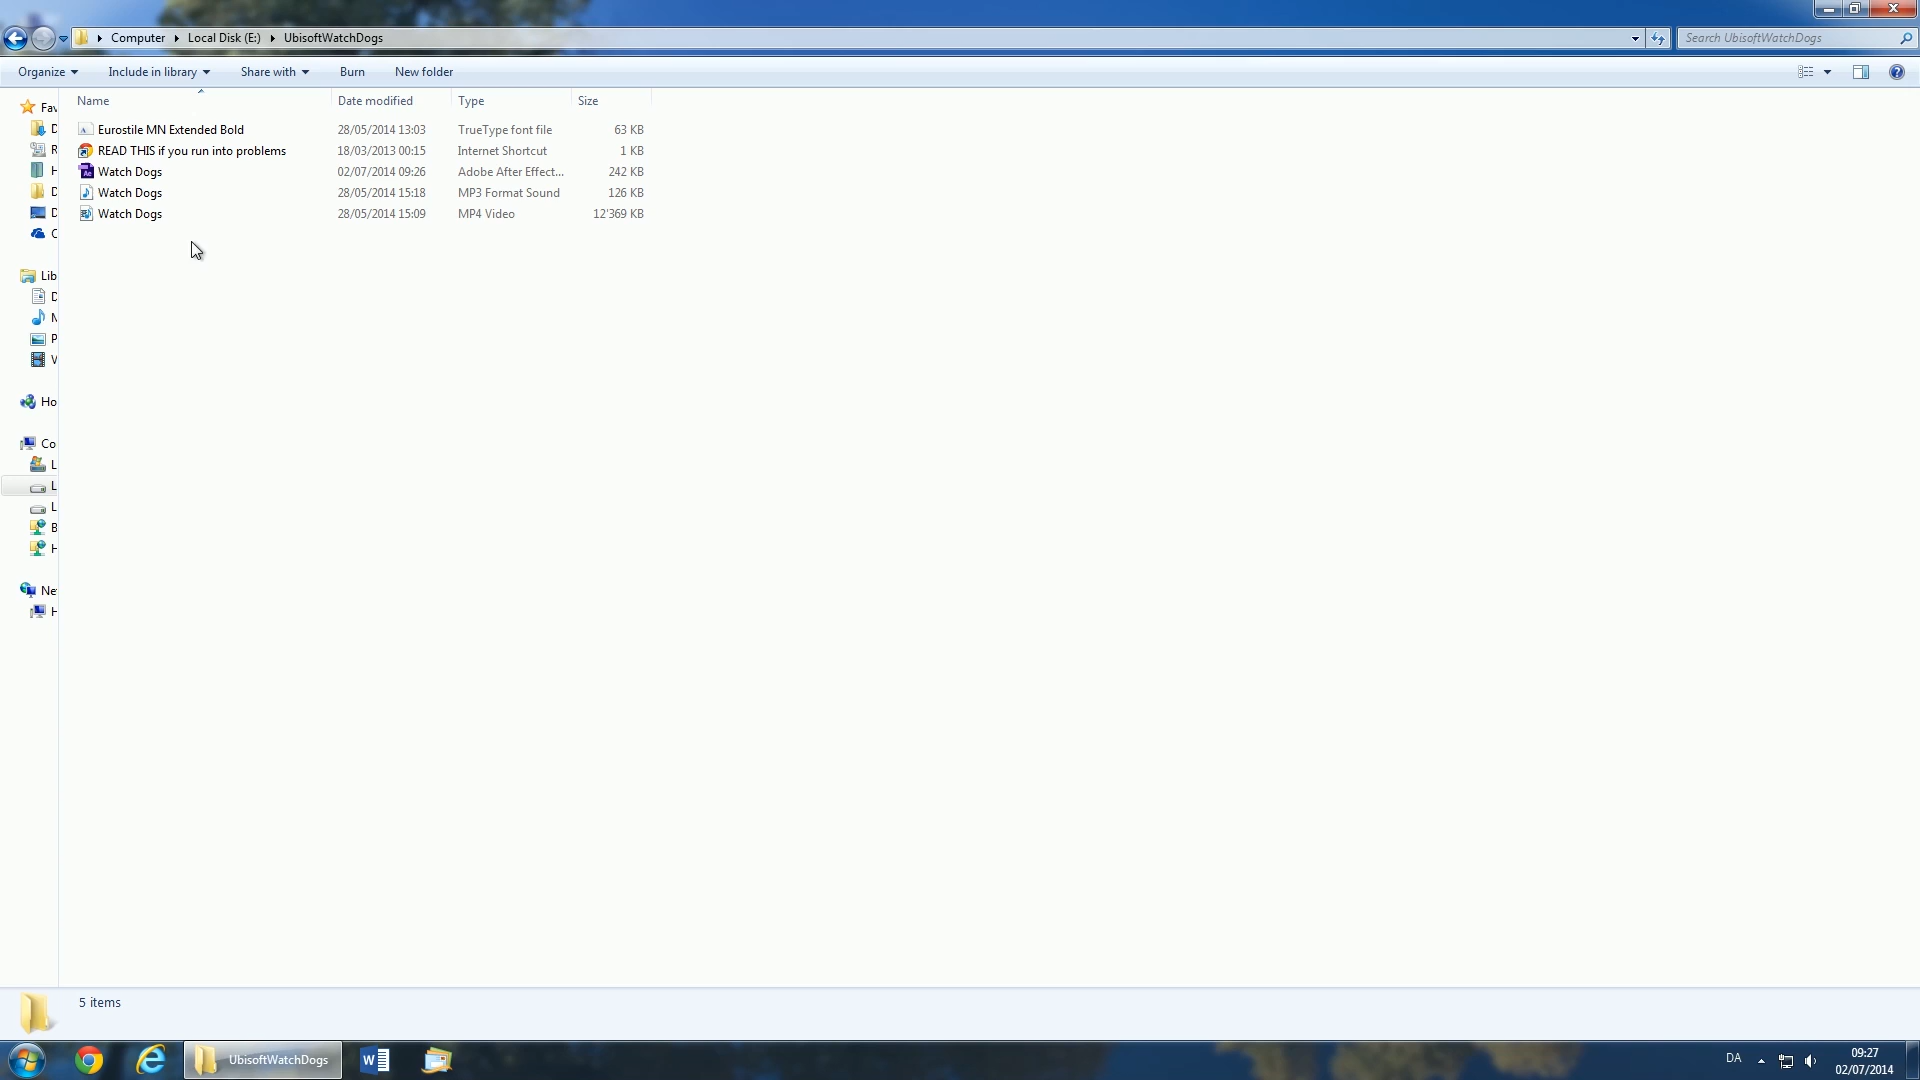 Computer Local Disk (E:) UbisoftWatchDogs
Search UbisoftWatchDogs
Organize Include in library Share with Burn New folder
Name Date modified Type Size
Eurostile MN Extended Bold 28/05/2014 13:03 TrueType font file 63 KB
READ THIS if you run into problems 18/03/2013 00:15 Internet Shortcut 1 KB
Watch Dogs 02/07/2014 09:26 Adobe After Effect... 242 KB
Watch Dogs 28/05/2014 15:18 MP3 Format Sound 126 KB
Watch Dogs 28/05/2014 15:09 MP4 Video 12'369 KB
Fav
D
R
H
D
D
C
Lib
D
M
P
V
Ho
Co
L
L
L
B
H
Ne
H
5 items
UbisoftWatchDogs
DA
09:27
02/07/2014